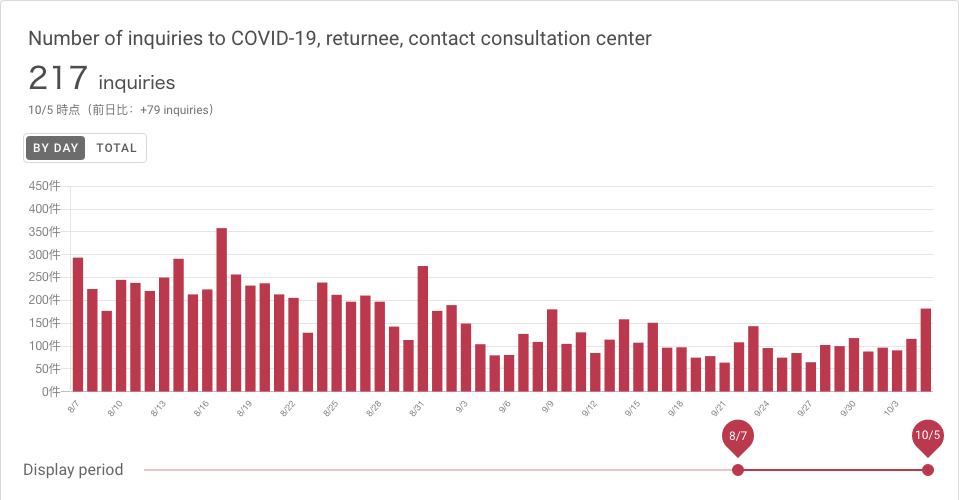 Number of inquiries to COVID-19, returnee, contact consultation center
217 inquiries
10/5 時点（前日比：+79 inquiries）
BY DAY TOTAL
450件
400件
350件
300件
250件
200件
150件
100件
50件
0件
8/7 8/10 8/13 8/16 8/19 8/22 8/25 8/28 8/31 9/3 9/6 9/9 9/12 9/15 9/18 9/21 9/24 9/27 9/30 10/3
8/7 10/5
Display period